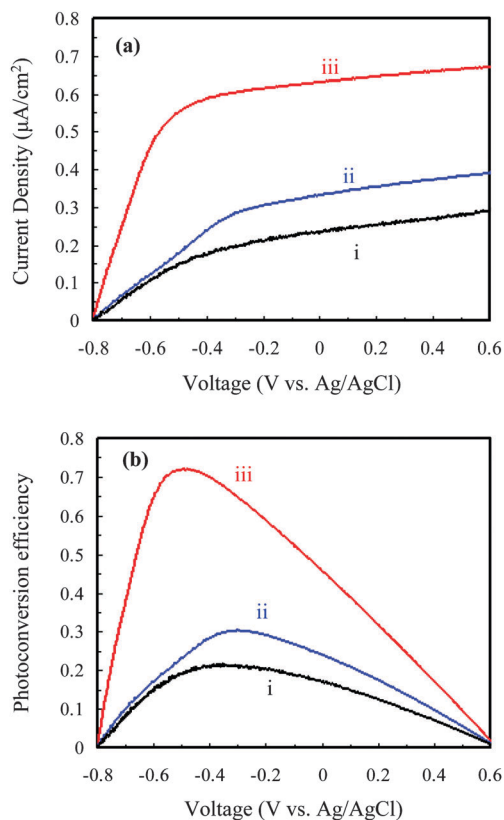 (a)
0.8
0.7
0.6
0.5
0.4
0.3
0.2
0.1
0
Current Density (µA/cm²)
iii
ii
i
-0.8 -0.6 -0.4 -0.2 0 0.2 0.4 0.6
Voltage (V vs. Ag/AgCl)
(b)
0.8
0.7
0.6
0.5
0.4
0.3
0.2
0.1
0
Photoconversion efficiency
iii
ii
i
-0.8 -0.6 -0.4 -0.2 0 0.2 0.4 0.6
Voltage (V vs. Ag/AgCl)